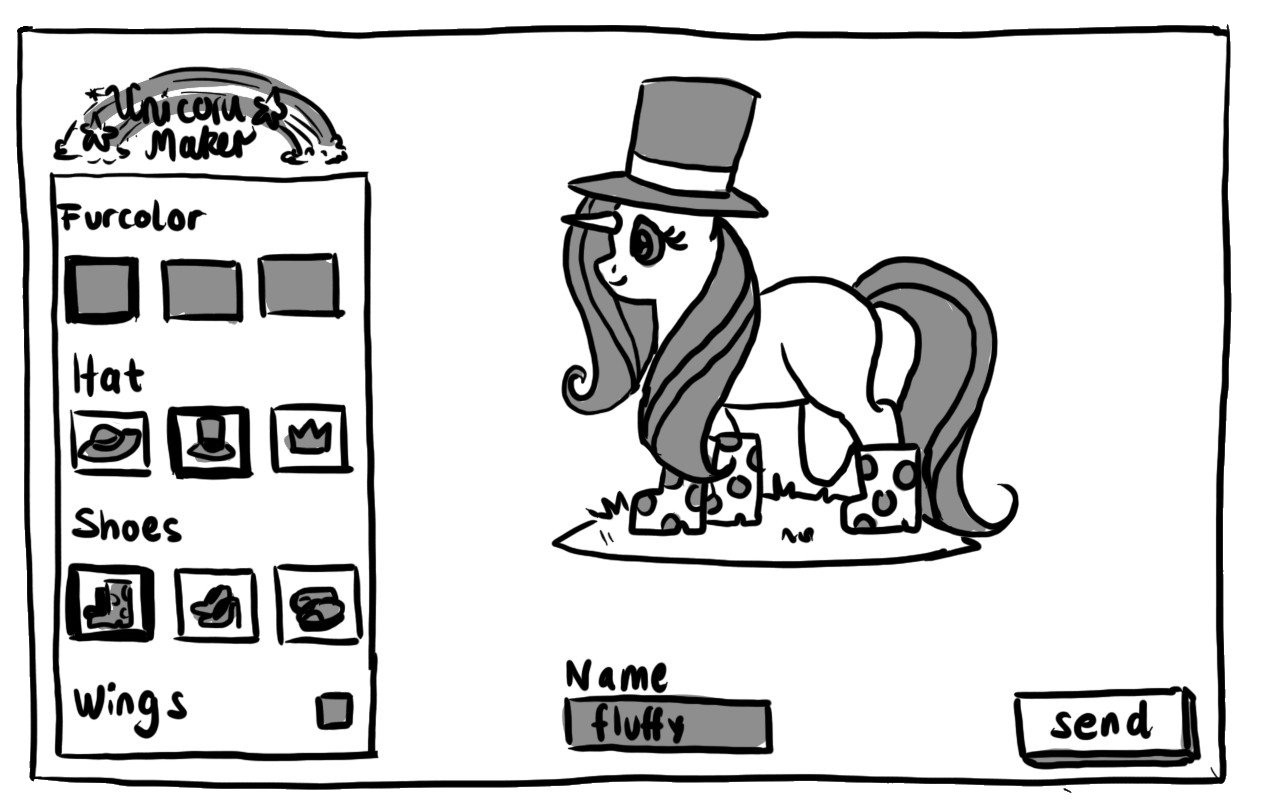 Unicorn
Maker
Furcolor
Hat
Shoes
Wings
Name
fluffy
send